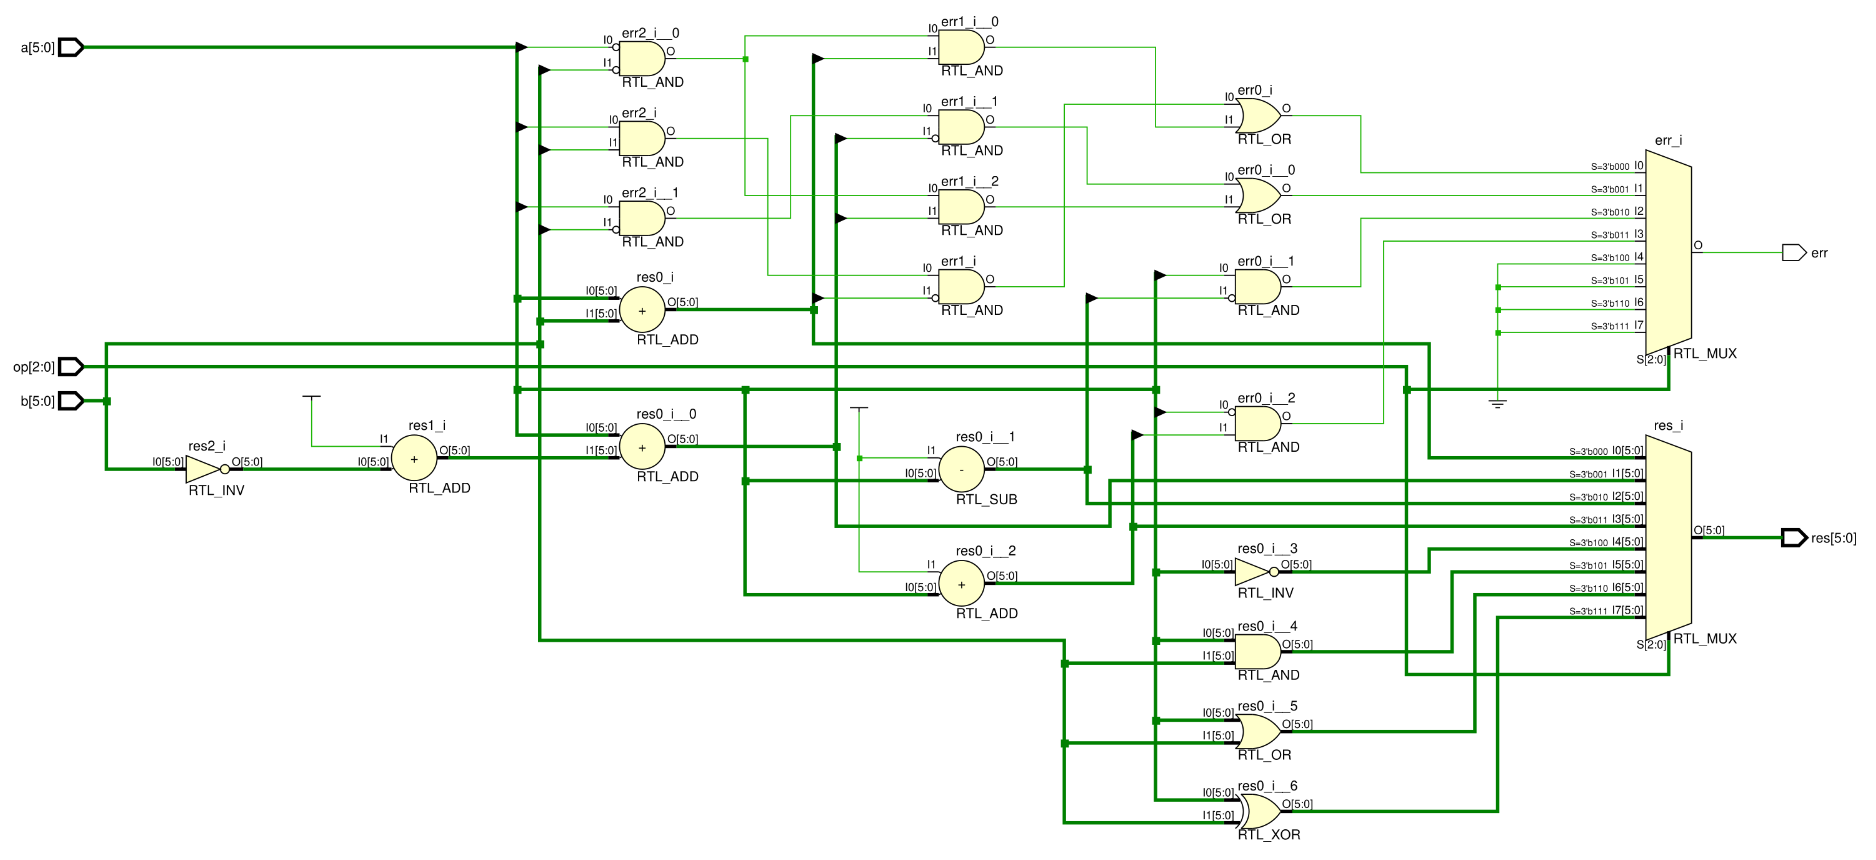 a[5:0]
op[2:0]
b[5:0]
I0[5:0]
res2_i
O[5:0]
RTL_INV
I1
I0[5:0]
res1_i
+
O[5:0]
RTL_ADD
err2_i__0
I0
I1
O
RTL_AND
err2_i
I0
I1
O
RTL_AND
err2_i__1
I0
I1
O
RTL_AND
res0_i
I0[5:0]
I1[5:0]
+
O[5:0]
RTL_ADD
res0_i__0
I0[5:0]
I1[5:0]
+
O[5:0]
RTL_ADD
err1_i__0
I0
I1
O
RTL_AND
err1_i__1
I0
I1
O
RTL_AND
err1_i__2
I0
I1
O
RTL_AND
err1_i
I0
I1
O
RTL_AND
res0_i__1
I1
I0[5:0]
-
O[5:0]
RTL_SUB
res0_i__2
I1
I0[5:0]
+
O[5:0]
RTL_ADD
err0_i
I0
I1
O
RTL_OR
err0_i__0
I0
I1
O
RTL_OR
err0_i__1
I0
I1
O
RTL_AND
err0_i__2
I0
I1
O
RTL_AND
res0_i__3
I0[5:0]
O[5:0]
RTL_INV
res0_i__4
I0[5:0]
I1[5:0]
O[5:0]
RTL_AND
res0_i__5
I0[5:0]
I1[5:0]
O[5:0]
RTL_OR
res0_i__6
I0[5:0]
I1[5:0]
O[5:0]
RTL_XOR
err_i
S=3'b000 I0
S=3'b001 I1
S=3'b010 I2
S=3'b011 I3
S=3'b100 I4
S=3'b101 I5
S=3'b110 I6
S=3'b111 I7
S[2:0]
O
RTL_MUX
err
res_i
S=3'b000 I0[5:0]
S=3'b001 I1[5:0]
S=3'b010 I2[5:0]
S=3'b011 I3[5:0]
S=3'b100 I4[5:0]
S=3'b101 I5[5:0]
S=3'b110 I6[5:0]
S=3'b111 I7[5:0]
S[2:0]
O[5:0]
RTL_MUX
res[5:0]